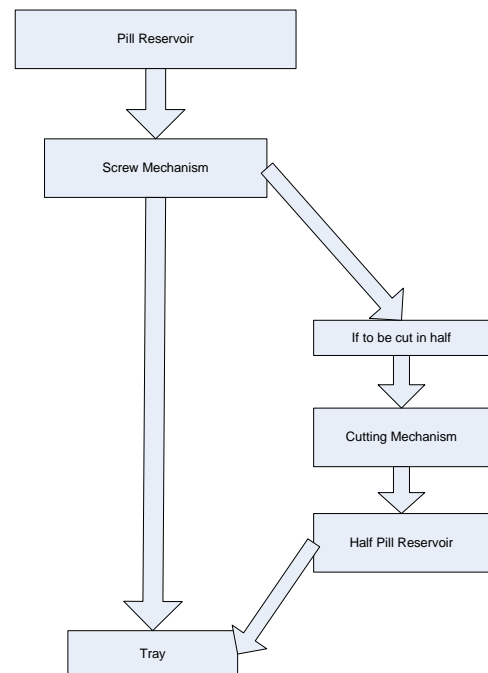 Pill Reservoir
Screw Mechanism
If to be cut in half
Cutting Mechanism
Half Pill Reservoir
Tray